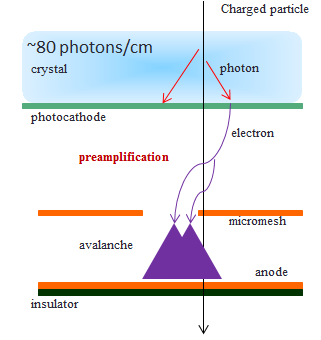 Charged particle
~80 photons/cm
crystal
photon
photocathode
electron
preamplification
micromesh
avalanche
anode
insulator